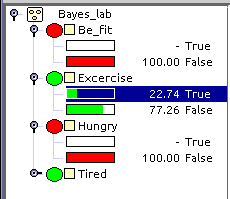 Bayes_lab
Be_fit
- True
100.00 False
Excercise
22.74 True
77.26 False
Hungry
- True
100.00 False
Tired